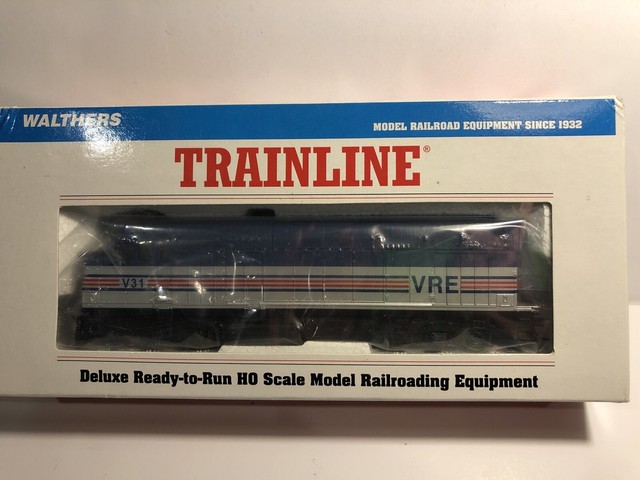 WALTHERS
MODEL RAILROAD EQUIPMENT SINCE 1932
TRAINLINE®
V31
VRE
Deluxe Ready-to-Run HO Scale Model Railroading Equipment